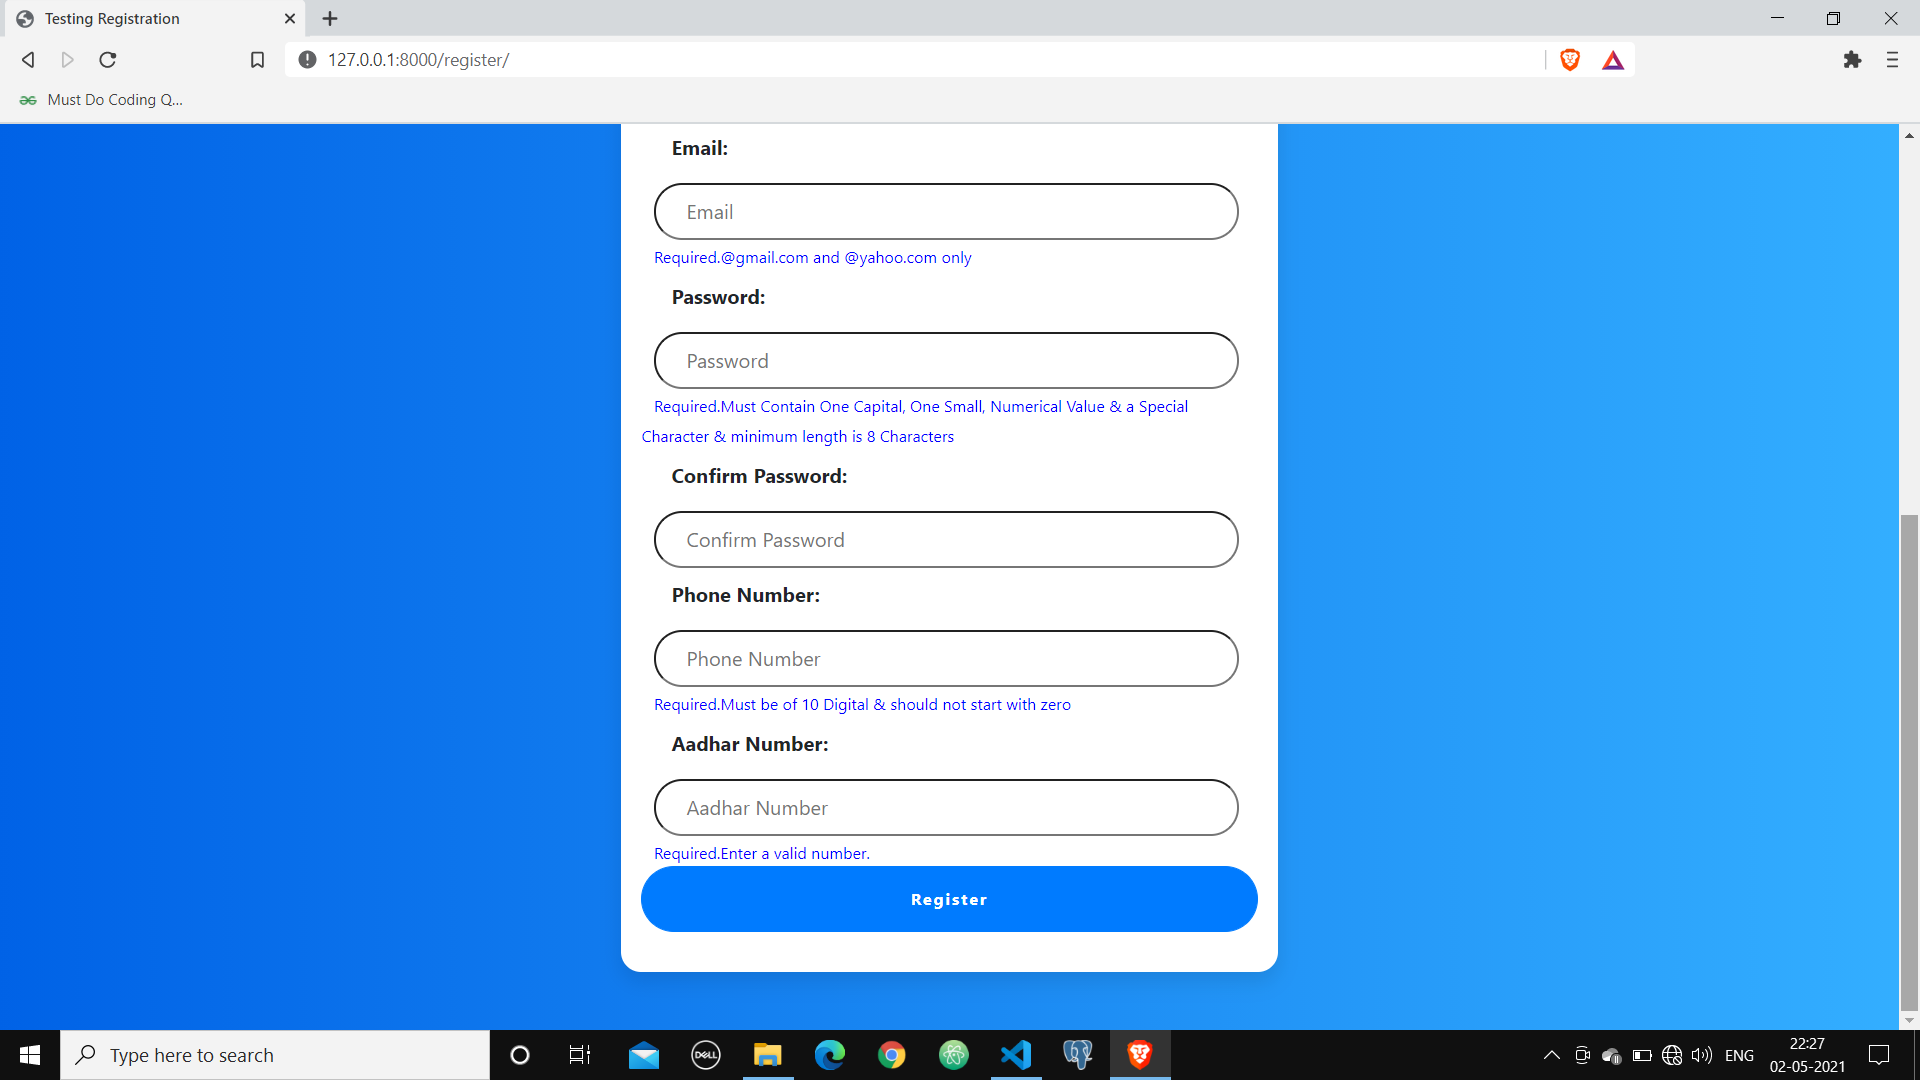 Testing Registration
127.0.0.1:8000/register/
Must Do Coding Q...
Email:
Email
Required.@gmail.com and @yahoo.com only
Password:
Password
Required.Must Contain One Capital, One Small, Numerical Value & a Special
Character & minimum length is 8 Characters
Confirm Password:
Confirm Password
Phone Number:
Phone Number
Required.Must be of 10 Digital & should not start with zero
Aadhar Number:
Aadhar Number
Required.Enter a valid number.
Register
Type here to search
DELL
ENG
22:27
02-05-2021